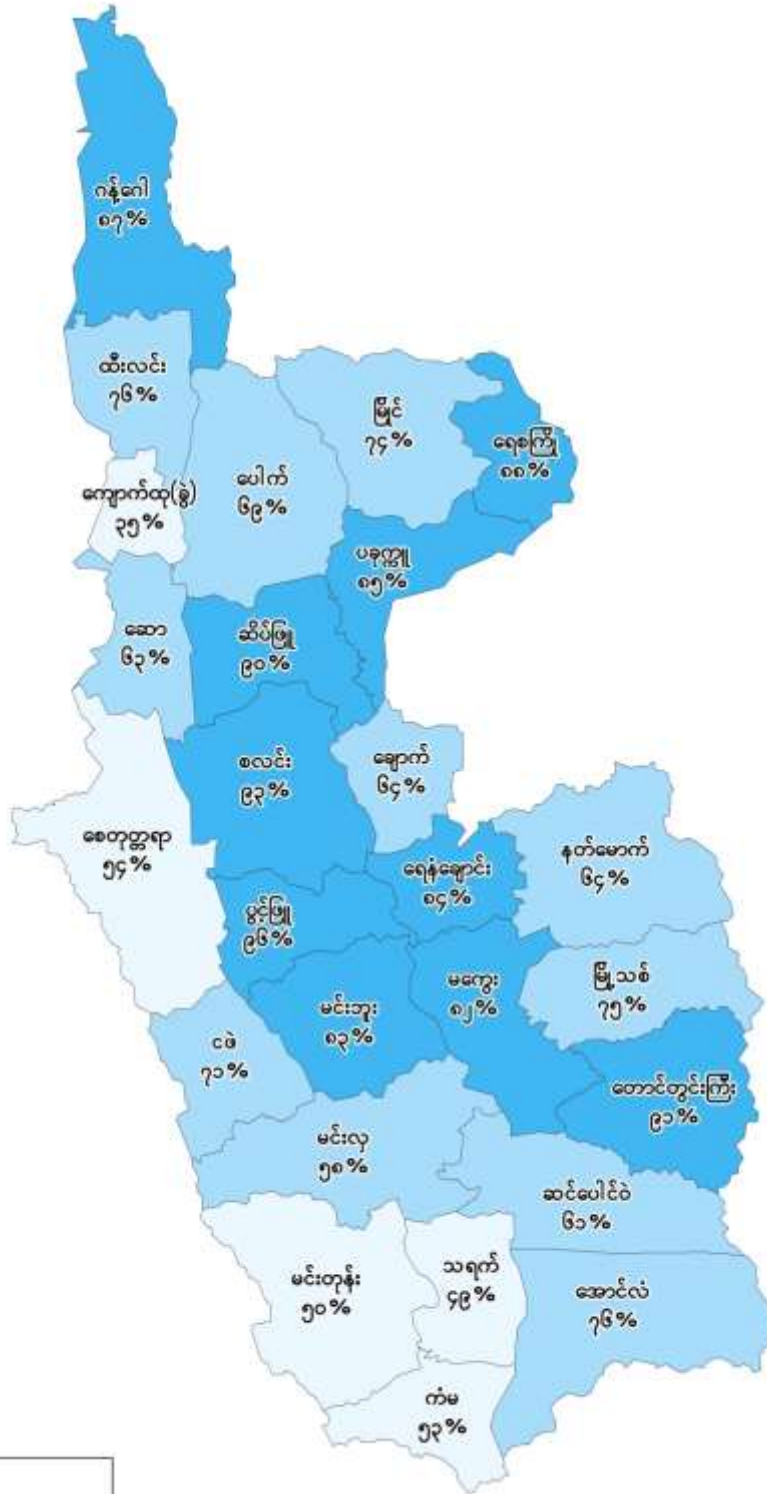 ဂန့်ဂေါ
၈၇%
ထီးလင်း
၇၆%
မြိုင်
၇၄%
ရေစကြို
၈၈%
ပေါက်
၆၉%
ကျောက်ထု(ခွဲ)
၃၅%
ပခုက္ကူ
၈၅%
ဆော
၆၃%
ဆိပ်ဖြူ
၉၀%
စလင်း
၉၃%
ချောက်
၆၄%
စေတုတ္တရာ
၅၄%
ရေနံချောင်း
၈၄%
နတ်မောက်
၆၄%
ပွင့်ဖြူ
၉၆%
မကွေး
၈၂%
မြို့သစ်
၇၅%
မင်းဘူး
၈၃%
ငဖဲ
၇၁%
တောင်တွင်းကြီး
၉၁%
မင်းလှ
၅၈%
ဆင်ပေါင်ဝဲ
၆၁%
မင်းတုန်း
၅၀%
သရက်
၄၉%
အောင်လံ
၇၆%
ကံမ
၅၃%